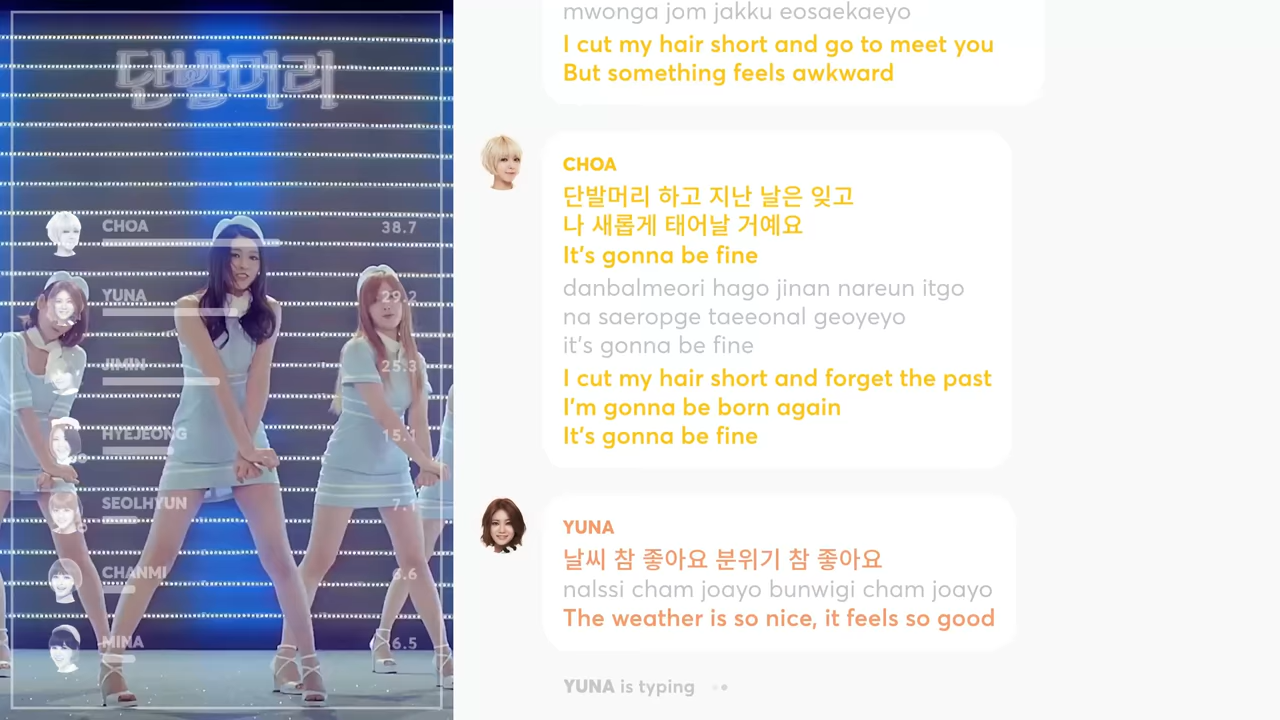 단발머리
CHOA 38.7
YUNA 29.2
JIMIN 25.3
HYEJEONG 15.1
SEOLHYUN 7.1
CHANMI 6.6
MINA 6.5
mwonga jom jakku eosaekaeyo
I cut my hair short and go to meet you
But something feels awkward
CHOA
단발머리 하고 지난 날은 잊고
나 새롭게 태어날 거예요
It's gonna be fine
danbalmeori hago jinan nareun itgo
na saeropge taeeonal geoyeyo
it's gonna be fine
I cut my hair short and forget the past
I'm gonna be born again
It's gonna be fine
YUNA
날씨 참 좋아요 분위기 참 좋아요
nalssi cham joayo bunwigi cham joayo
The weather is so nice, it feels so good
YUNA is typing